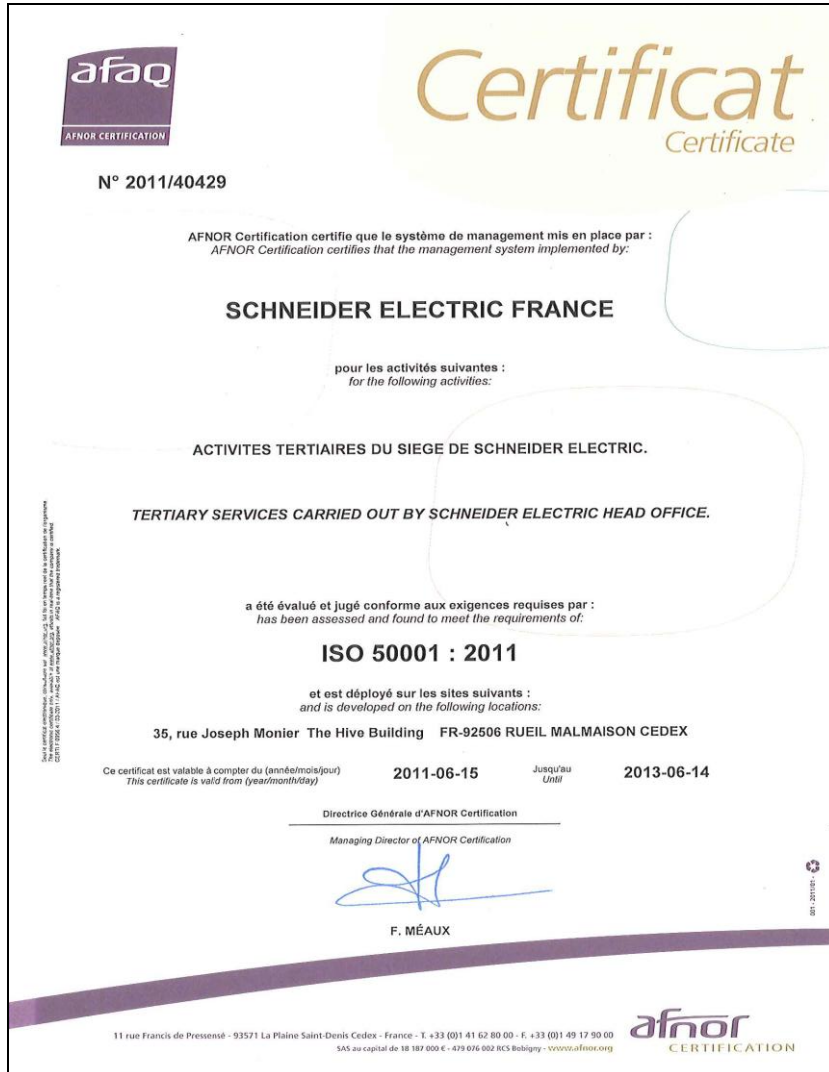 afaq
AFNOR CERTIFICATION
Certificat
Certificate
N° 2011/40429
AFNOR Certification certifie que le système de management mis en place par :
AFNOR Certification certifies that the management system implemented by:
SCHNEIDER ELECTRIC FRANCE
pour les activités suivantes :
for the following activities:
ACTIVITES TERTIAIRES DU SIEGE DE SCHNEIDER ELECTRIC.
TERTIARY SERVICES CARRIED OUT BY SCHNEIDER ELECTRIC HEAD OFFICE.
a été évalué et jugé conforme aux exigences requises par :
has been assessed and found to meet the requirements of:
ISO 50001 : 2011
et est déployé sur les sites suivants :
and is developed on the following locations:
35, rue Joseph Monier The Hive Building FR-92506 RUEIL MALMAISON CEDEX
Ce certificat est valable à compter du (année/mois/jour) 2011-06-15 Jusqu'au 2013-06-14
This certificate is valid from (year/month/day) Until
Directrice Générale d'AFNOR Certification
Managing Director of AFNOR Certification
F. MÉAUX
001 - 2011/01 -
11 rue Francis de Pressensé - 93571 La Plaine Saint-Denis Cedex - France - T. +33 (0)1 41 62 80 00 - F. +33 (0)1 49 17 90 00
SAS au capital de 18 187 000 € - 479 076 002 RCS Bobigny - www.afnor.org
afnor
CERTIFICATION